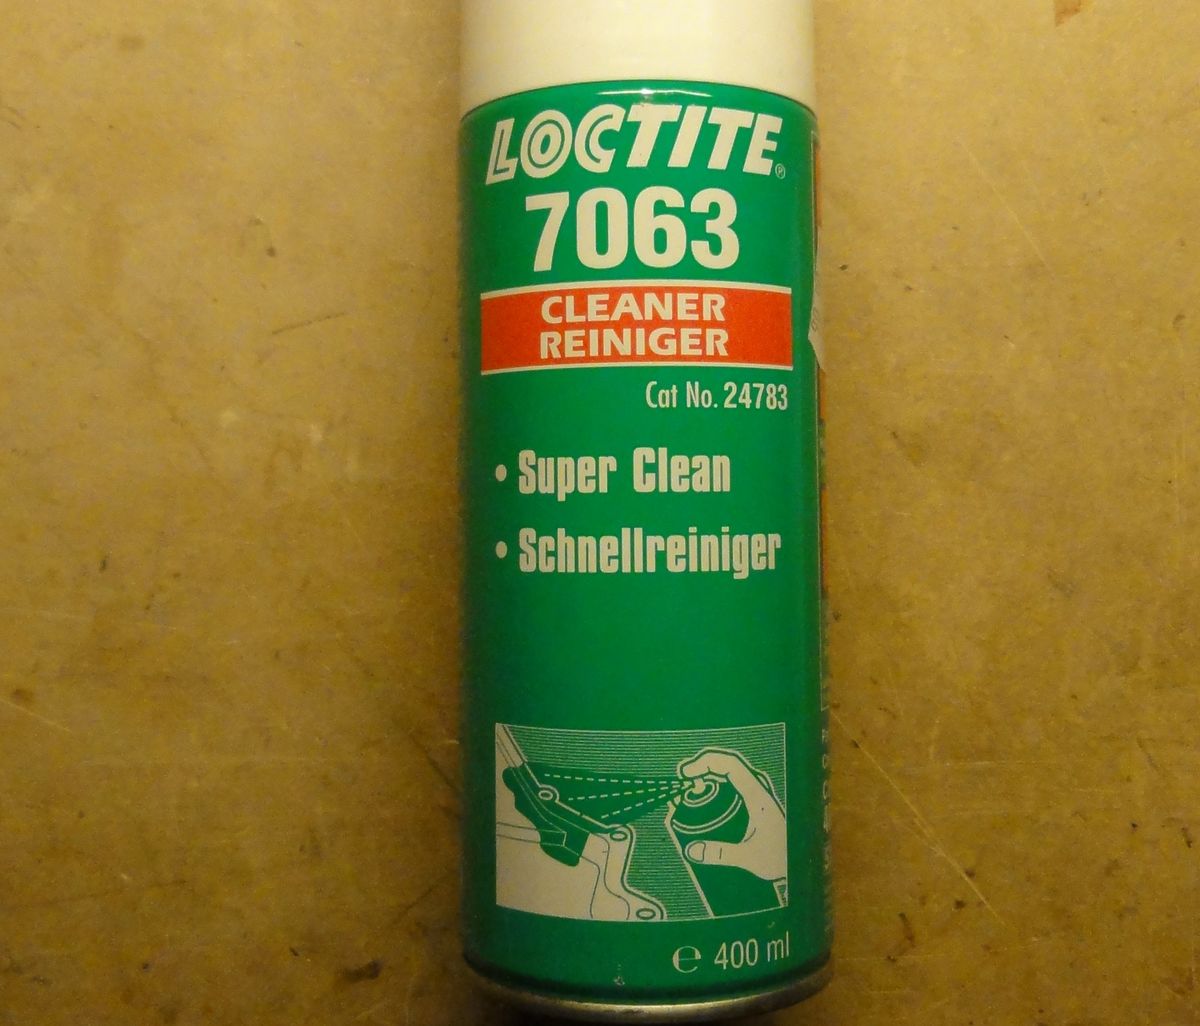 LOCTITE®
7063
CLEANER
REINIGER
Cat No. 24783
• Super Clean
• Schnellreiniger
℮ 400 ml